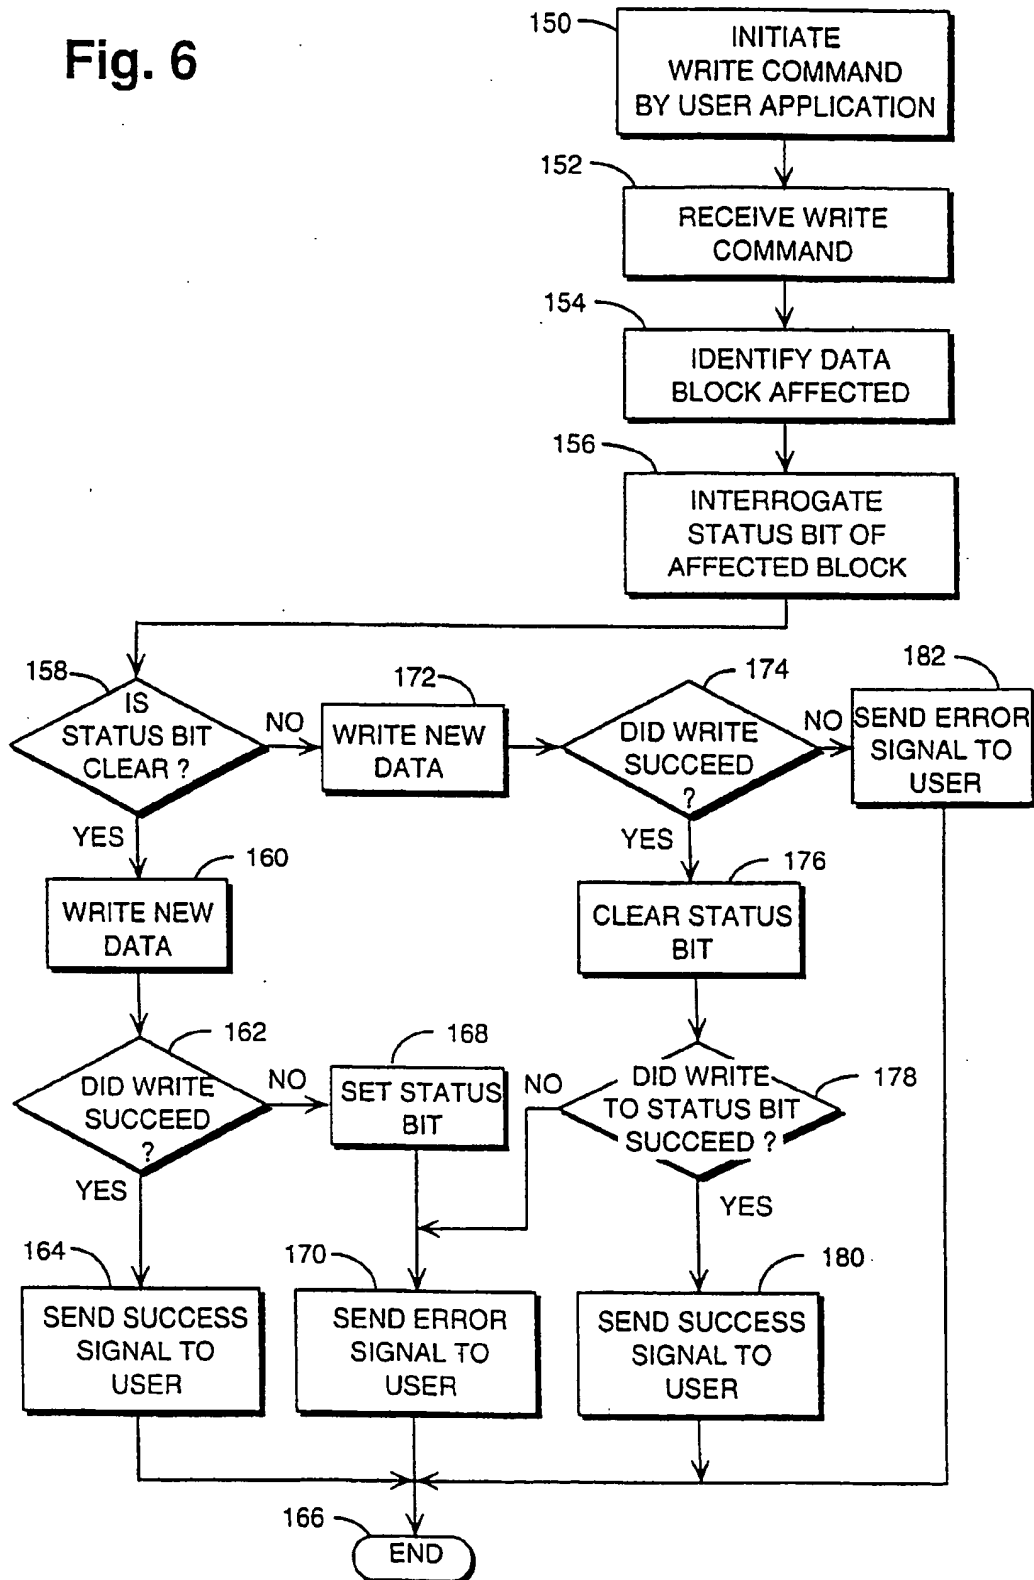 Fig. 6
150
INITIATE
WRITE COMMAND
BY USER APPLICATION
152
RECEIVE WRITE
COMMAND
154
IDENTIFY DATA
BLOCK AFFECTED
156
INTERROGATE
STATUS BIT OF
AFFECTED BLOCK
158
IS
STATUS BIT
CLEAR ?
NO
YES
172
WRITE NEW
DATA
174
DID WRITE
SUCCEED
?
NO
YES
182
SEND ERROR
SIGNAL TO
USER
160
WRITE NEW
DATA
176
CLEAR STATUS
BIT
162
DID WRITE
SUCCEED
?
NO
YES
168
SET STATUS
BIT
178
DID WRITE
TO STATUS BIT
SUCCEED ?
NO
YES
164
SEND SUCCESS
SIGNAL TO
USER
170
SEND ERROR
SIGNAL TO
USER
180
SEND SUCCESS
SIGNAL TO
USER
166
END